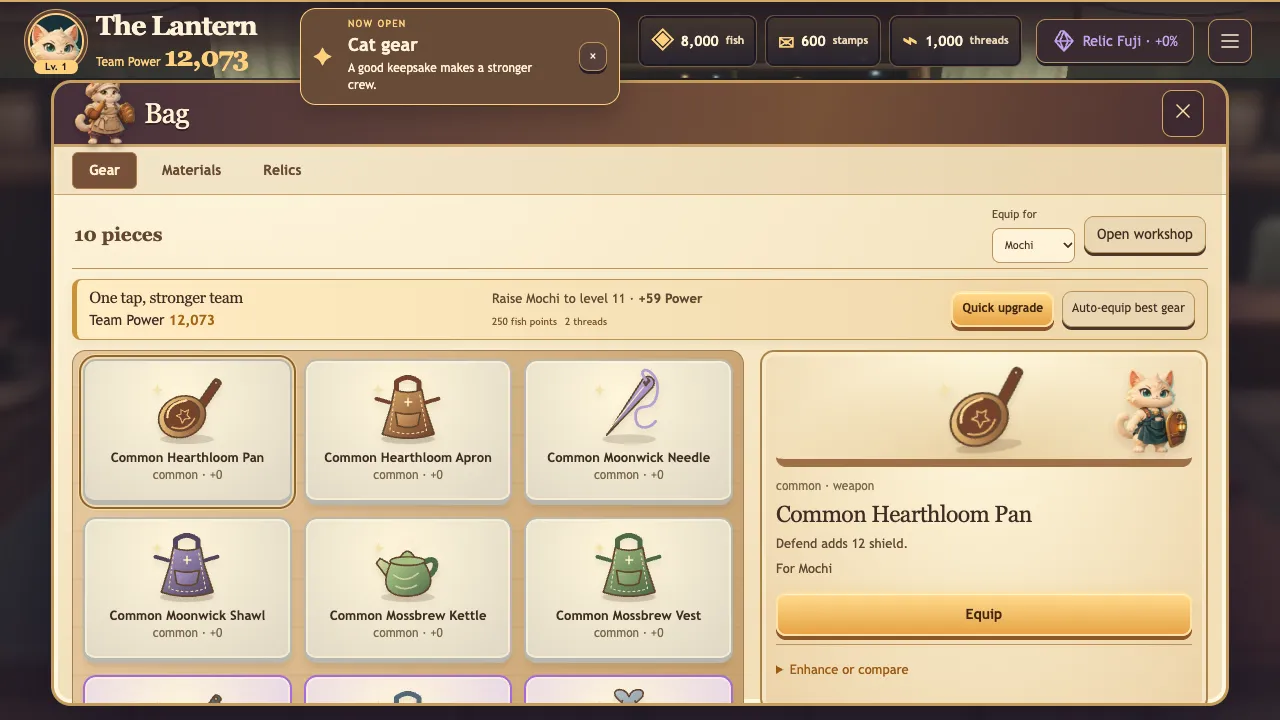 The Lantern
Team Power 12,073
Lv. 1
NOW OPEN
Cat gear
A good keepsake makes a stronger
crew.
×
8,000 fish
600 stamps
1,000 threads
Relic Fuji · +0%
Bag
Gear
Materials
Relics
10 pieces
Equip for
Mochi
Open workshop
One tap, stronger team
Team Power 12,073
Raise Mochi to level 11 · +59 Power
250 fish points 2 threads
Quick upgrade
Auto-equip best gear
Common Hearthloom Pan
common · +0
Common Hearthloom Apron
common · +0
Common Moonwick Needle
common · +0
Common Moonwick Shawl
common · +0
Common Mossbrew Kettle
common · +0
Common Mossbrew Vest
common · +0
common · weapon
Common Hearthloom Pan
Defend adds 12 shield.
For Mochi
Equip
Enhance or compare